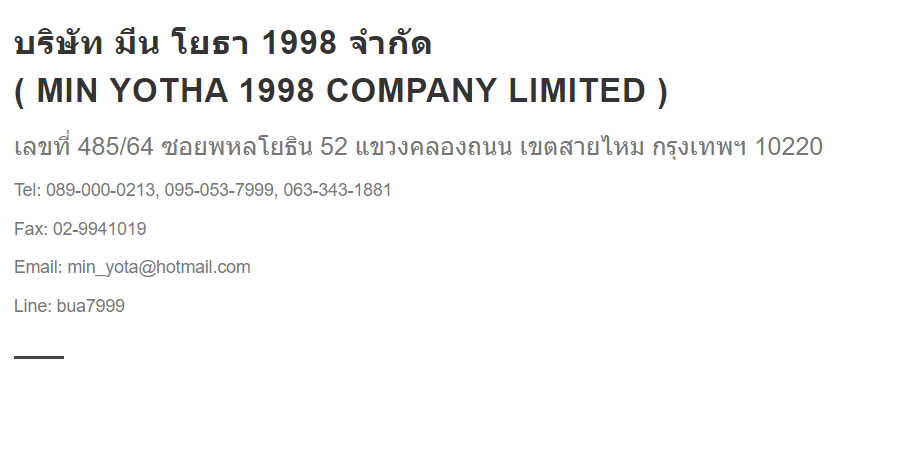 บริษัท มีน โยธา 1998 จำกัด
( MIN YOTHA 1998 COMPANY LIMITED )
เลขที่ 485/64 ซอยพหลโยธิน 52 แขวงคลองถนน เขตสายไหม กรุงเทพฯ 10220
Tel: 089-000-0213, 095-053-7999, 063-343-1881
Fax: 02-9941019
Email: min_yota@hotmail.com
Line: bua7999